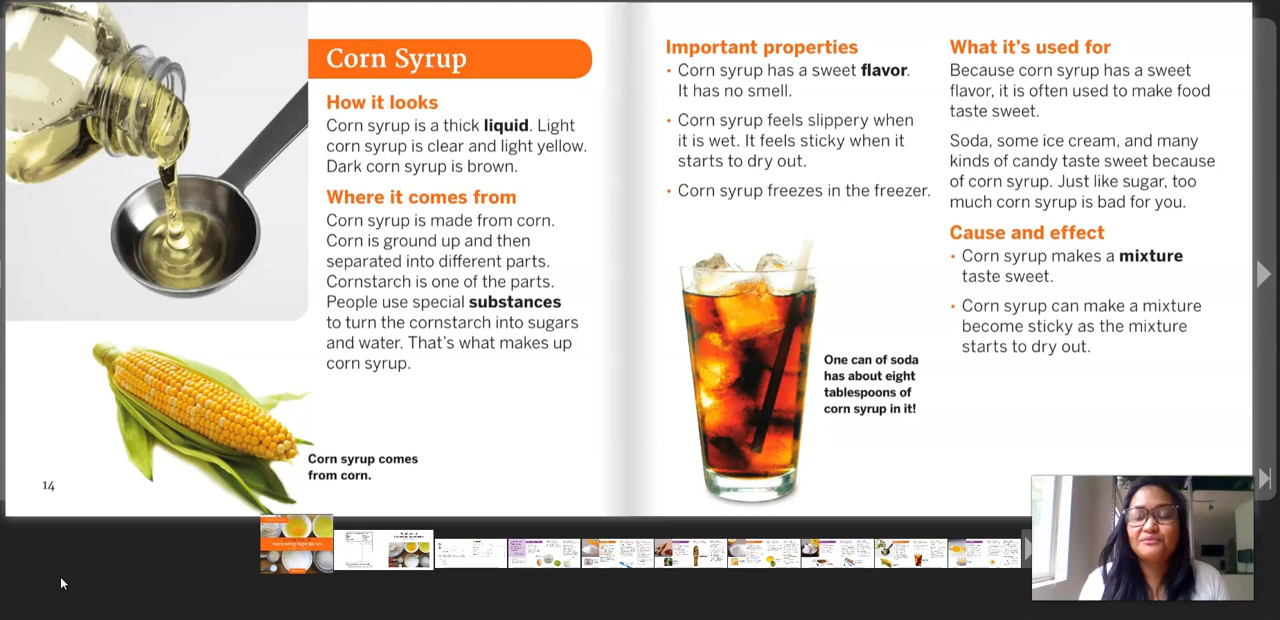 Corn Syrup
How it looks
Corn syrup is a thick liquid. Light
corn syrup is clear and light yellow.
Dark corn syrup is brown.
Where it comes from
Corn syrup is made from corn.
Corn is ground up and then
separated into different parts.
Cornstarch is one of the parts.
People use special substances
to turn the cornstarch into sugars
and water. That's what makes up
corn syrup.
Corn syrup comes
from corn.
14
Important properties
• Corn syrup has a sweet flavor.
It has no smell.
• Corn syrup feels slippery when
it is wet. It feels sticky when it
starts to dry out.
• Corn syrup freezes in the freezer.
One can of soda
has about eight
tablespoons of
corn syrup in it!
What it's used for
Because corn syrup has a sweet
flavor, it is often used to make food
taste sweet.
Soda, some ice cream, and many
kinds of candy taste sweet because
of corn syrup. Just like sugar, too
much corn syrup is bad for you.
Cause and effect
• Corn syrup makes a mixture
taste sweet.
• Corn syrup can make a mixture
become sticky as the mixture
starts to dry out.